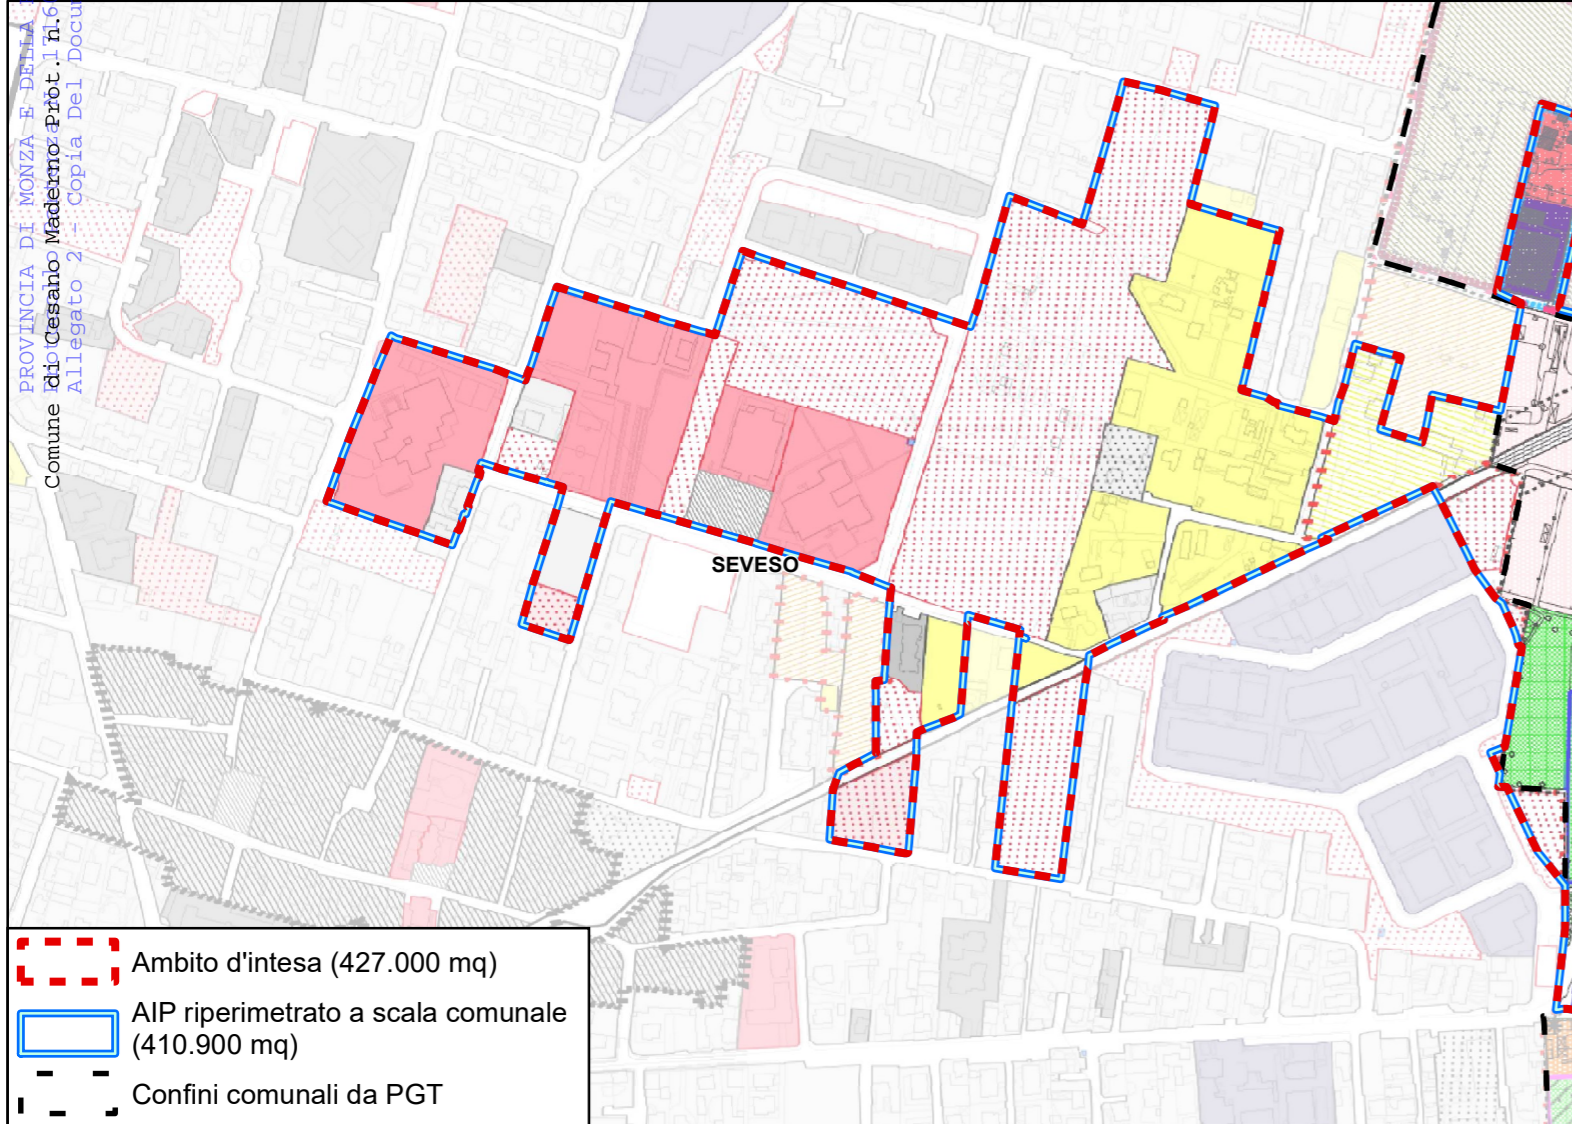 PROVINCIA DI MONZA E DELLA
Comune di Cesano Maderno Prot. n.
Allegato 2 - Copia Del Docu
SEVESO
Ambito d'intesa (427.000 mq)
AIP riperimetrato a scala comunale
(410.900 mq)
Confini comunali da PGT